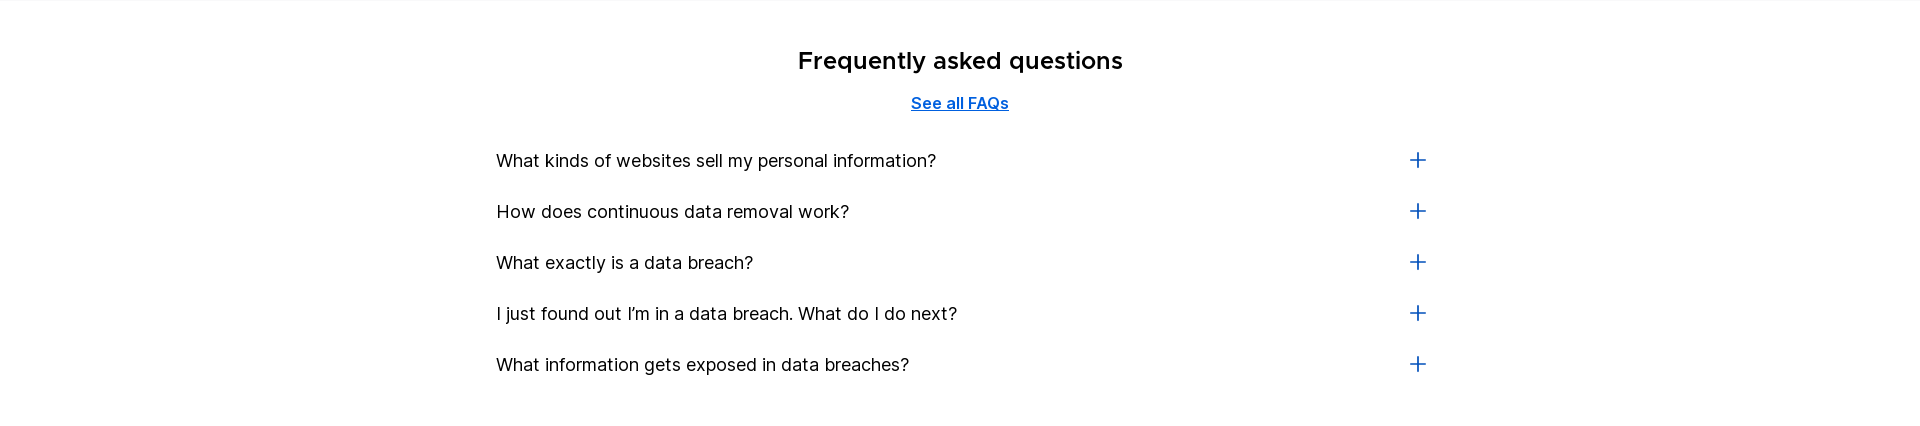 Frequently asked questions
See all FAQs
What kinds of websites sell my personal information?
How does continuous data removal work?
What exactly is a data breach?
I just found out I’m in a data breach. What do I do next?
What information gets exposed in data breaches?